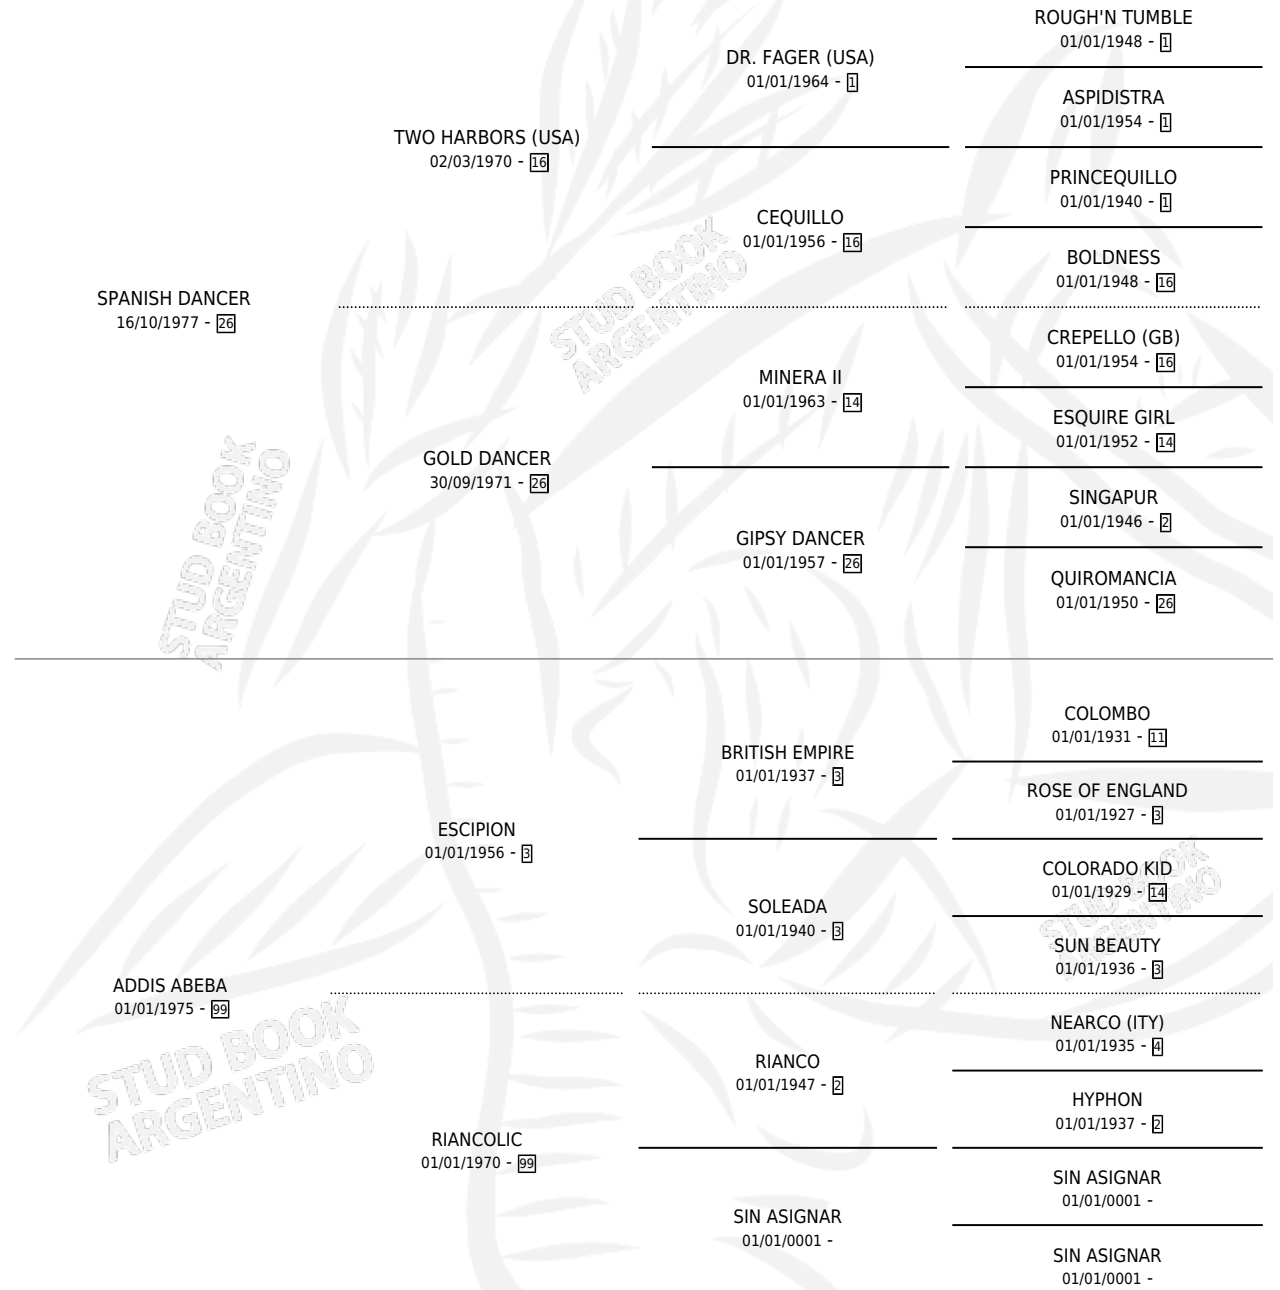 ROUGH'N TUMBLE
01/01/1948 - 1
DR. FAGER (USA)
01/01/1964 - 1
ASPIDISTRA
01/01/1954 - 1
TWO HARBORS (USA)
02/03/1970 - 16
PRINCEQUILLO
01/01/1940 - 1
CEQUILLO
01/01/1956 - 16
BOLDNESS
01/01/1948 - 16
SPANISH DANCER
16/10/1977 - 26
STUD BOOK
ARGENTINO
CREPELLO (GB)
01/01/1954 - 16
MINERA II
01/01/1963 - 14
ESQUIRE GIRL
01/01/1952 - 14
GOLD DANCER
30/09/1971 - 26
SINGAPUR
01/01/1946 - 2
GIPSY DANCER
01/01/1957 - 26
QUIROMANCIA
01/01/1950 - 26
STUD BOOK
ARGENTINO
COLOMBO
01/01/1931 - 11
BRITISH EMPIRE
01/01/1937 - 3
ROSE OF ENGLAND
01/01/1927 - 3
ESCIPION
01/01/1956 - 3
COLORADO KID
01/01/1929 - 14
SOLEADA
01/01/1940 - 3
STUD BOOK
ARGENTINO
SUN BEAUTY
01/01/1936 - 3
ADDIS ABEBA
01/01/1975 - 99
NEARCO (ITY)
01/01/1935 - 4
RIANCO
01/01/1947 - 2
HYPHON
01/01/1937 - 2
STUD BOOK
ARGENTINO
RIANCOLIC
01/01/1970 - 99
SIN ASIGNAR
01/01/0001 -
SIN ASIGNAR
01/01/0001 -
SIN ASIGNAR
01/01/0001 -